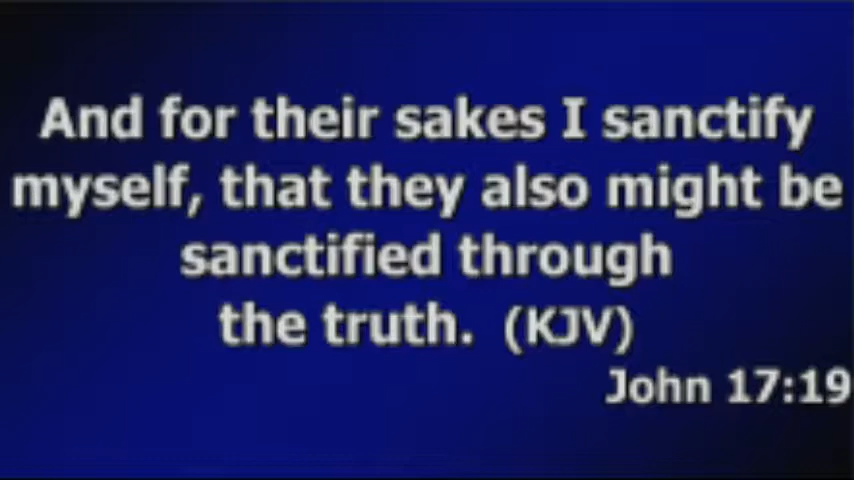 And for their sakes I sanctify
myself, that they also might be
sanctified through
the truth.  (KJV)
John 17:19